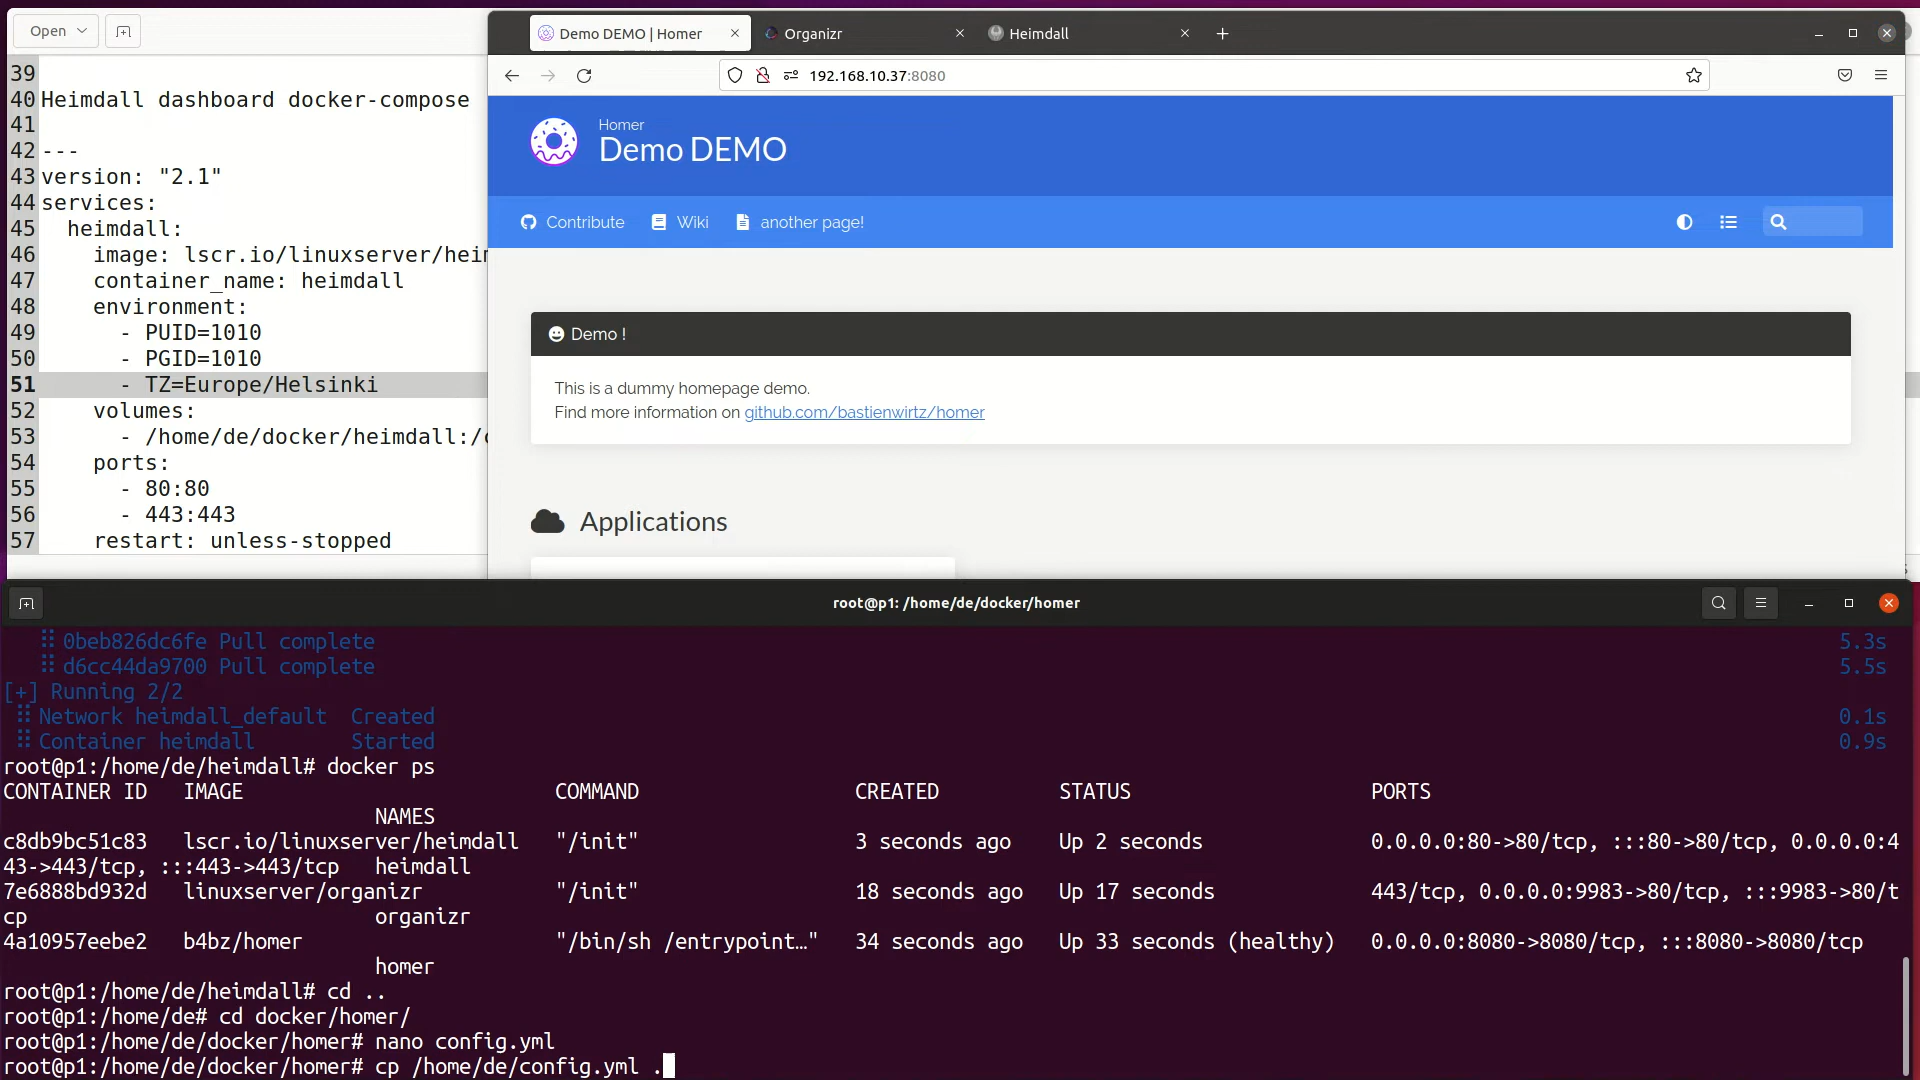 Open
39
40 Heimdall dashboard docker-compose
41
42 ---
43 version: "2.1"
44 services:
45 heimdall:
46 image: lscr.io/linuxserver/heim
47 container_name: heimdall
48 environment:
49 - PUID=1010
50 - PGID=1010
51 - TZ=Europe/Helsinki
52 volumes:
53 - /home/de/docker/heimdall:/c
54 ports:
55 - 80:80
56 - 443:443
57 restart: unless-stopped
Demo DEMO | Homer
Organizr
Heimdall
192.168.10.37:8080
Homer
Demo DEMO
Contribute
Wiki
another page!
Demo !
This is a dummy homepage demo.
Find more information on github.com/bastienwirtz/homer
Applications
root@p1: /home/de/docker/homer
0beb826dc6fe Pull complete 5.3s
d6cc44da9700 Pull complete 5.5s
[+] Running 2/2
Network heimdall_default Created 0.1s
Container heimdall Started 0.9s
root@p1:/home/de/heimdall# docker ps
CONTAINER ID IMAGE COMMAND CREATED STATUS PORTS
NAMES
c8db9bc51c83 lscr.io/linuxserver/heimdall "/init" 3 seconds ago Up 2 seconds 0.0.0.0:80->80/tcp, :::80->80/tcp, 0.0.0.0:4
43->443/tcp, :::443->443/tcp heimdall
7e6888bd932d linuxserver/organizr "/init" 18 seconds ago Up 17 seconds 443/tcp, 0.0.0.0:9983->80/tcp, :::9983->80/t
cp organizr
4a10957eebe2 b4bz/homer "/bin/sh /entrypoint…" 34 seconds ago Up 33 seconds (healthy) 0.0.0.0:8080->8080/tcp, :::8080->8080/tcp
homer
root@p1:/home/de/heimdall# cd ..
root@p1:/home/de# cd docker/homer/
root@p1:/home/de/docker/homer# nano config.yml
root@p1:/home/de/docker/homer# cp /home/de/config.yml .